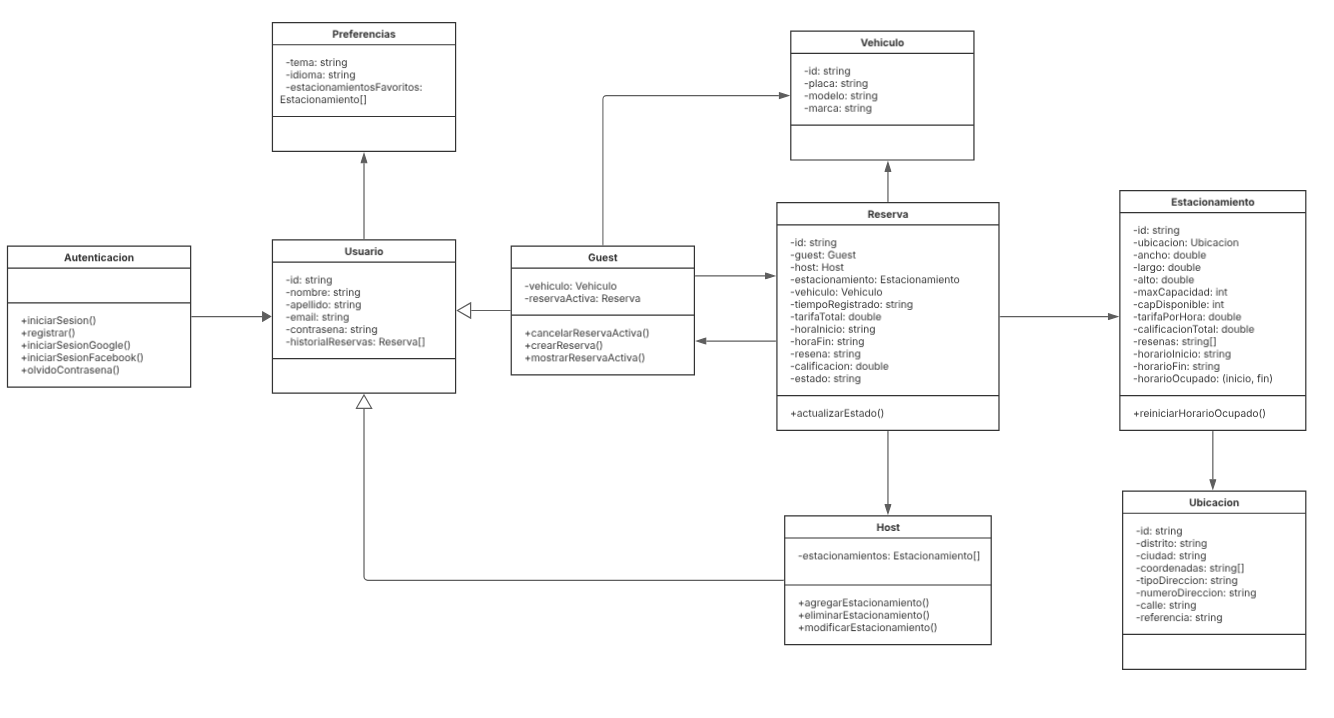 Preferencias
-tema: string
-idioma: string
-estacionamientosFavoritos:
Estacionamiento[]
Vehiculo
-id: string
-placa: string
-modelo: string
-marca: string
Autenticacion
+iniciarSesion()
+registrar()
+iniciarSesionGoogle()
+iniciarSesionFacebook()
+olvidoContrasena()
Usuario
-id: string
-nombre: string
-apellido: string
-email: string
-contrasena: string
-historialReservas: Reserva[]
Guest
-vehiculo: Vehiculo
-reservaActiva: Reserva
+cancelarReservaActiva()
+crearReserva()
+mostrarReservaActiva()
Reserva
-id: string
-guest: Guest
-host: Host
-estacionamiento: Estacionamiento
-vehiculo: Vehiculo
-tiempoRegistrado: string
-tarifaTotal: double
-horaInicio: string
-horaFin: string
-resena: string
-calificacion: double
-estado: string
+actualizarEstado()
Estacionamiento
-id: string
-ubicacion: Ubicacion
-ancho: double
-largo: double
-alto: double
-maxCapacidad: int
-capDisponible: int
-tarifaPorHora: double
-calificacionTotal: double
-resenas: string[]
-horarioInicio: string
-horarioFin: string
-horarioOcupado: (inicio, fin)
+reiniciarHorarioOcupado()
Host
-estacionamientos: Estacionamiento[]
+agregarEstacionamiento()
+eliminarEstacionamiento()
+modificarEstacionamiento()
Ubicacion
-id: string
-distrito: string
-ciudad: string
-coordenadas: string[]
-tipoDireccion: string
-numeroDireccion: string
-calle: string
-referencia: string